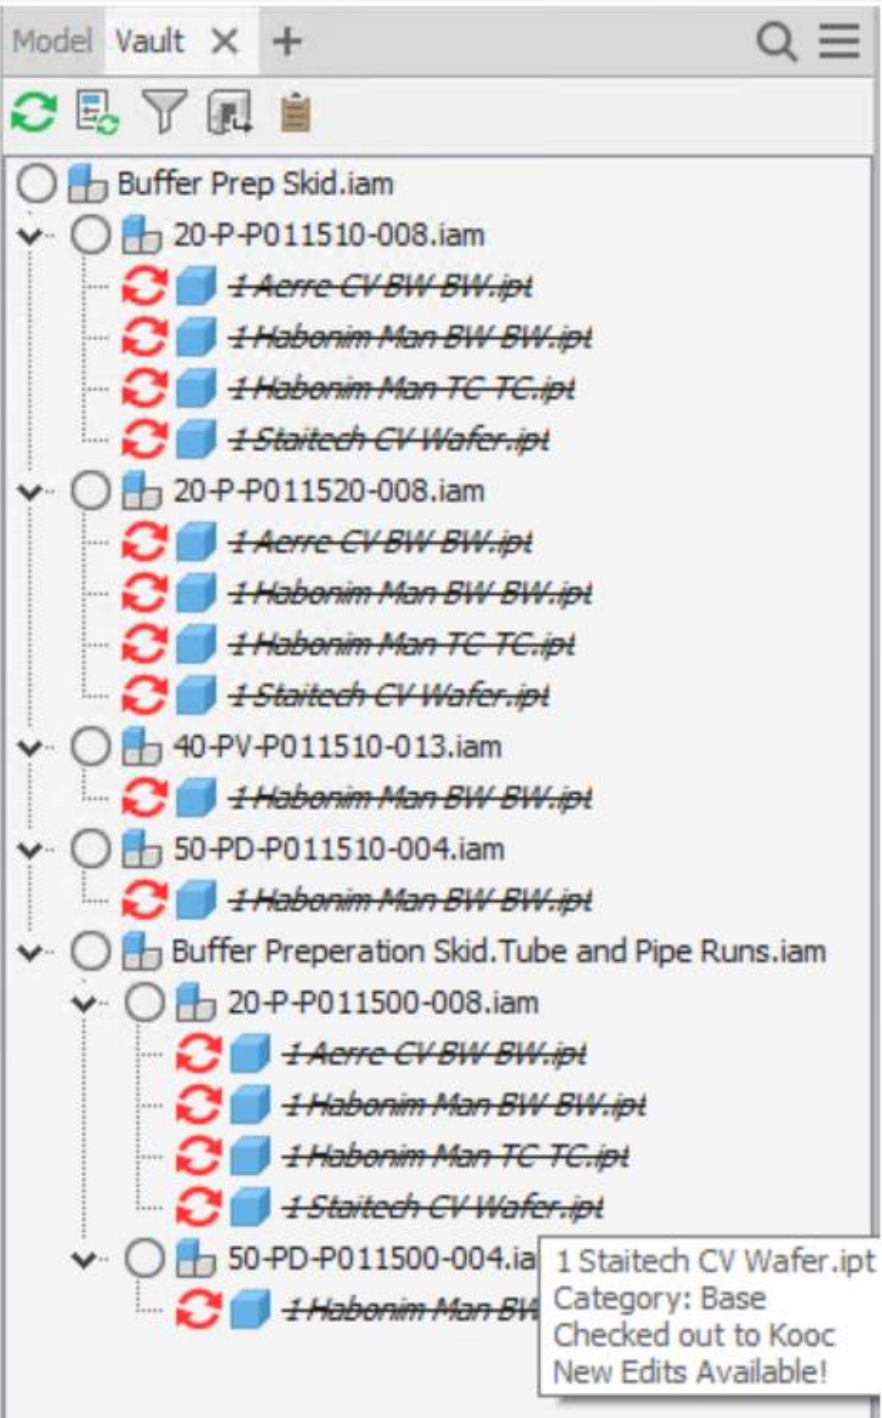 Model Vault
Buffer Prep Skid.iam
20-P-P011510-008.iam
1 Aerre CV BW BW.ipt
1 Habonim Man BW BW.ipt
1 Habonim Man TC TC.ipt
1 Staitech CV Wafer.ipt
20-P-P011520-008.iam
1 Aerre CV BW BW.ipt
1 Habonim Man BW BW.ipt
1 Habonim Man TC TC.ipt
1 Staitech CV Wafer.ipt
40-PV-P011510-013.iam
1 Habonim Man BW BW.ipt
50-PD-P011510-004.iam
1 Habonim Man BW BW.ipt
Buffer Preperation Skid.Tube and Pipe Runs.iam
20-P-P011500-008.iam
1 Aerre CV BW BW.ipt
1 Habonim Man BW BW.ipt
1 Habonim Man TC TC.ipt
1 Staitech CV Wafer.ipt
50-PD-P011500-004.ia
1 Habonim Man BW
1 Staitech CV Wafer.ipt
Category: Base
Checked out to Kooc
New Edits Available!